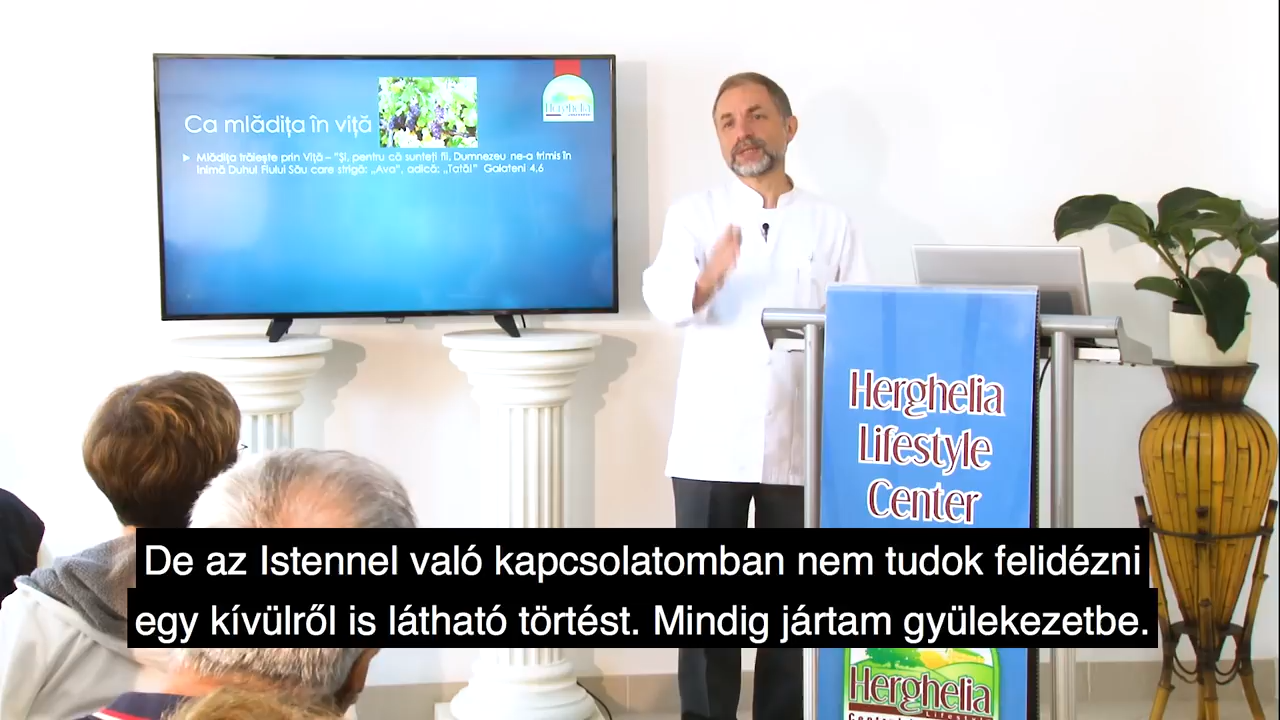 Ca mlădița în viță
Herghelia
Mlădița trăiește prin Viță – "Și, pentru că sunteți fii, Dumnezeu ne-a trimis în
inimă Duhul Fiului Său care strigă: „Ava”, adică: „Tată!” Galateni 4,6
Herghelia
Lifestyle
Center
De az Istennel való kapcsolatomban nem tudok felidézni
egy kívülről is látható törtést. Mindig jártam gyülekezetbe.
Herghelia
Lifestyle